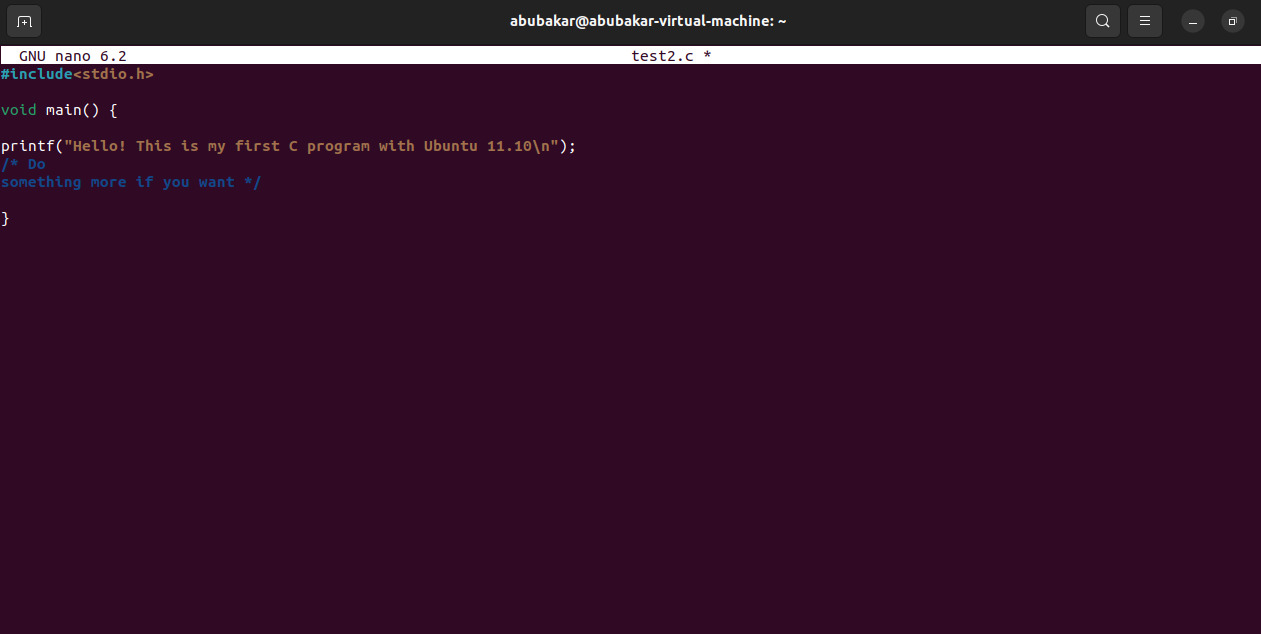 abubakar@abubakar-virtual-machine: ~
GNU nano 6.2 test2.c *
#include<stdio.h>
void main() {
printf("Hello! This is my first C program with Ubuntu 11.10\n");
/* Do
something more if you want */
}